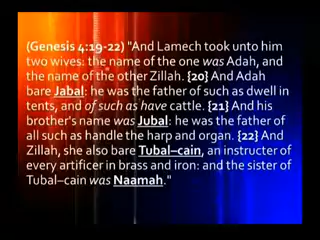 (Genesis 4:19-22) "And Lamech took unto him
two wives: the name of the one was Adah, and
the name of the other Zillah. {20} And Adah
bare Jabal: he was the father of such as dwell in
tents, and of such as have cattle. {21} And his
brother's name was Jubal: he was the father of
all such as handle the harp and organ. {22} And
Zillah, she also bare Tubal–cain, an instructer of
every artificer in brass and iron: and the sister of
Tubal–cain was Naamah."